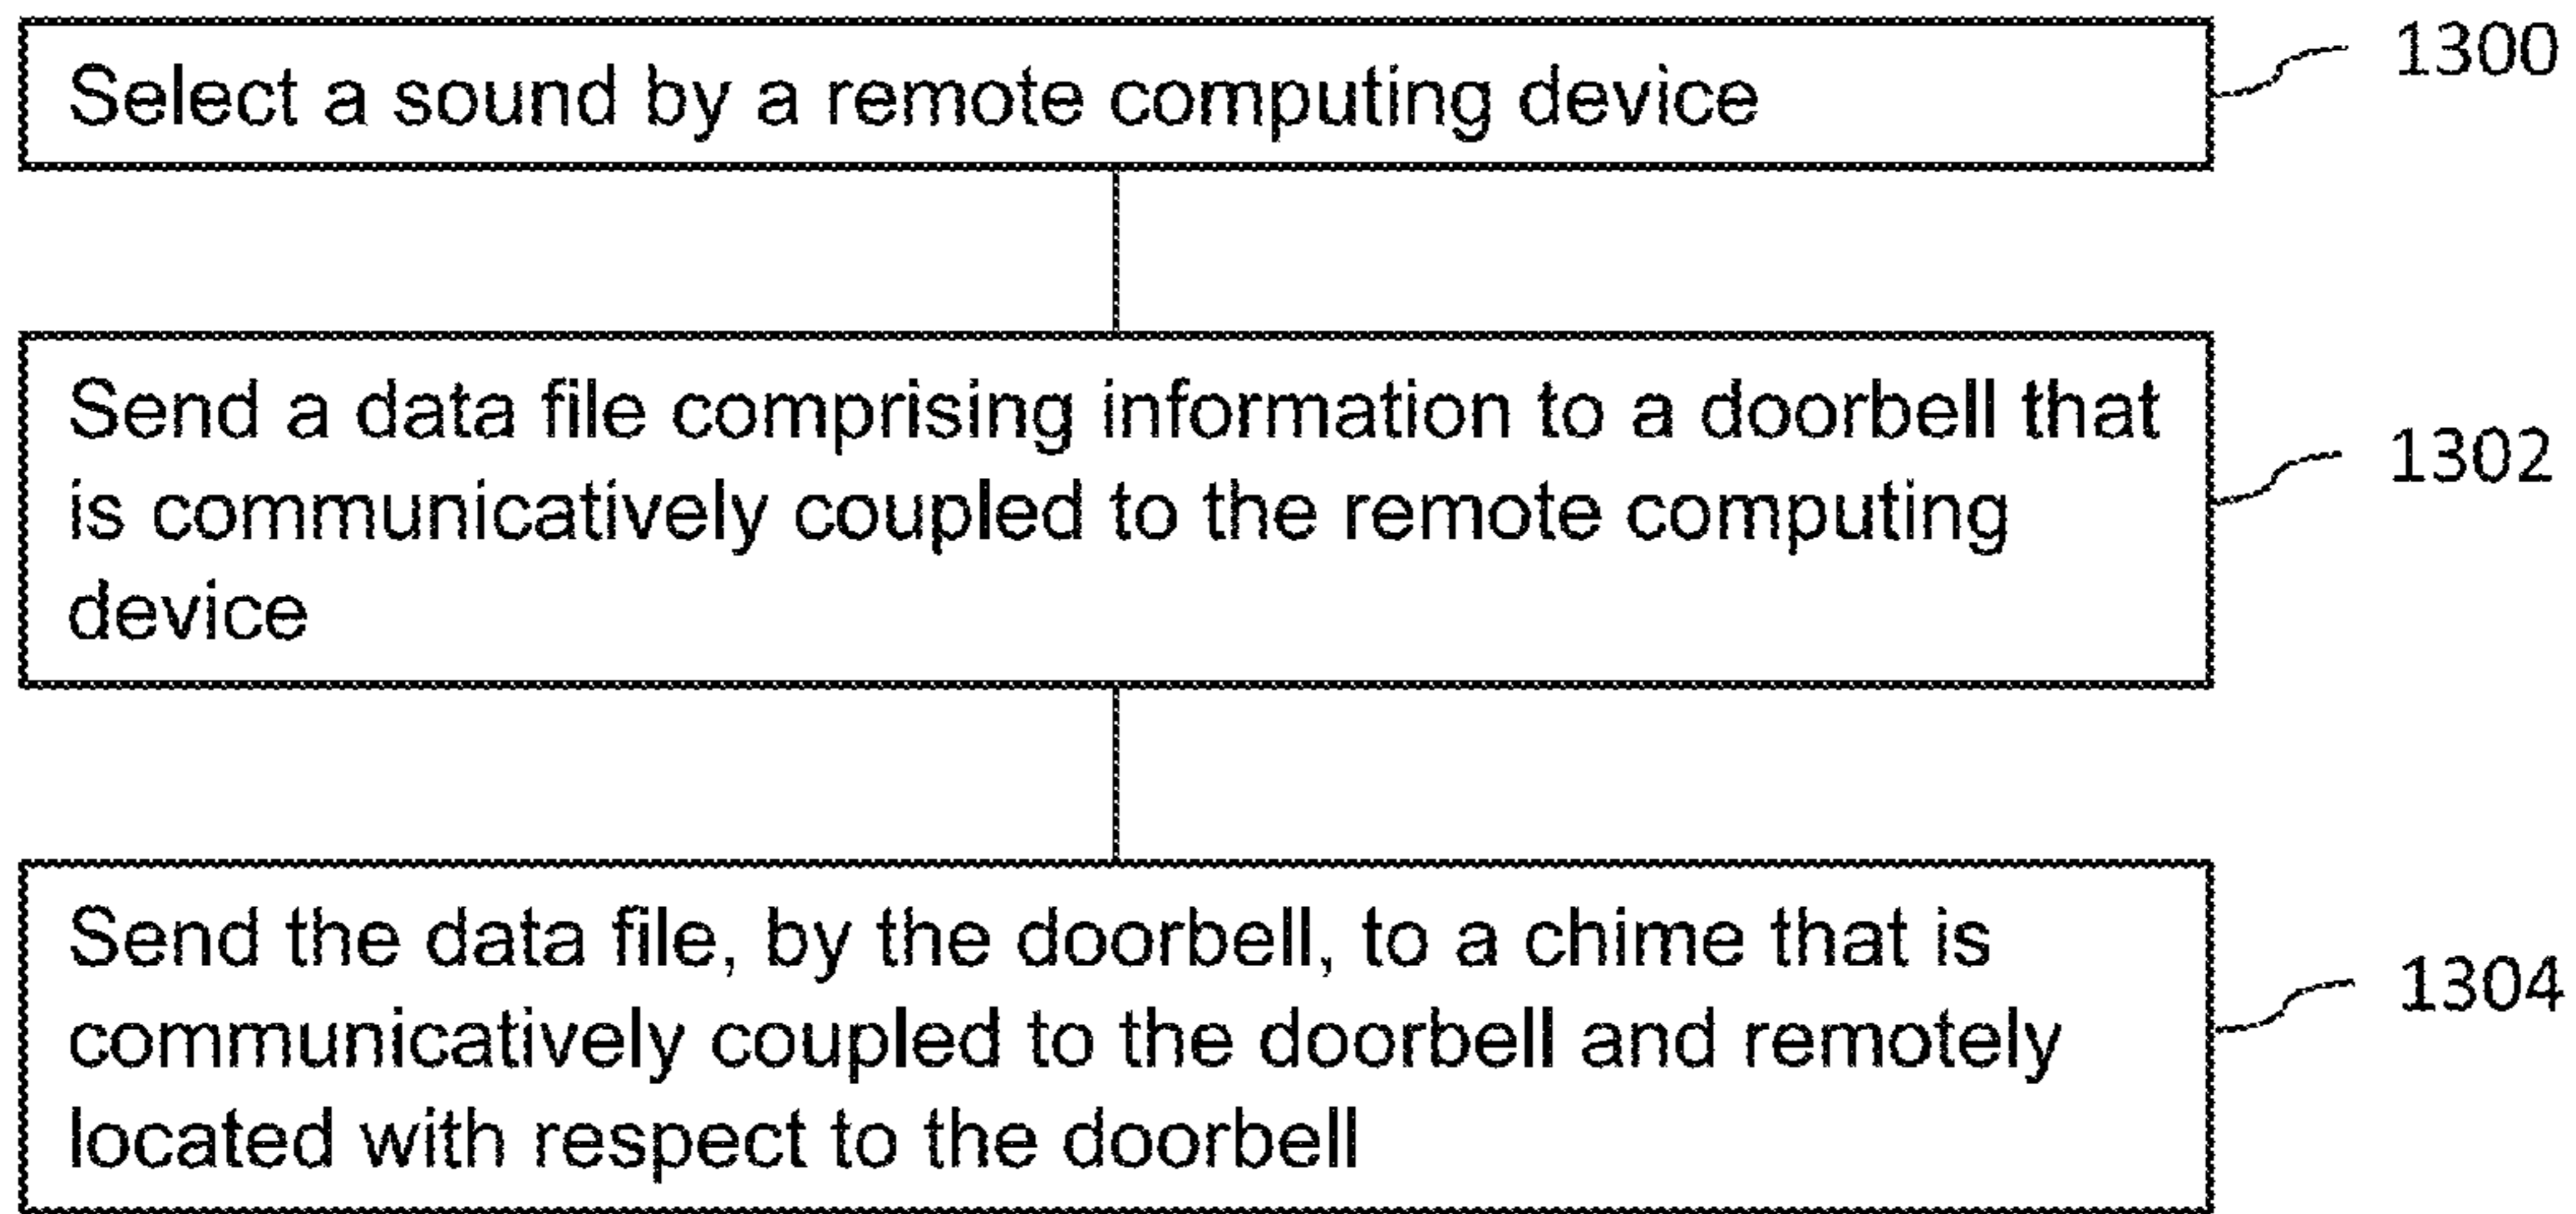 Select a sound by a remote computing device
1300
Send a data file comprising information to a doorbell that
is communicatively coupled to the remote computing
device
1302
Send the data file, by the doorbell, to a chime that is
communicatively coupled to the doorbell and remotely
located with respect to the doorbell
1304